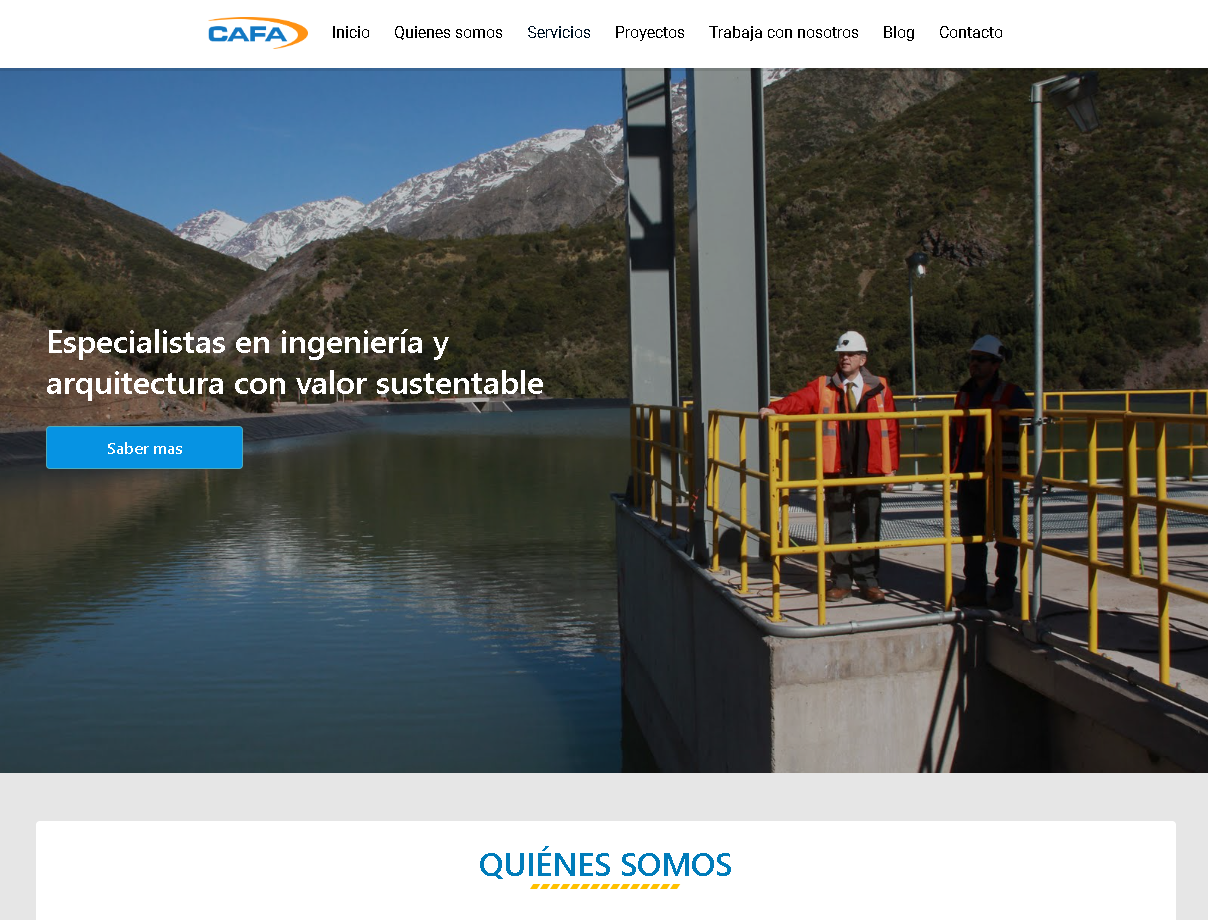 CAFA Inicio Quienes somos Servicios Proyectos Trabaja con nosotros Blog Contacto
Especialistas en ingeniería y
arquitectura con valor sustentable
Saber mas
QUIÉNES SOMOS